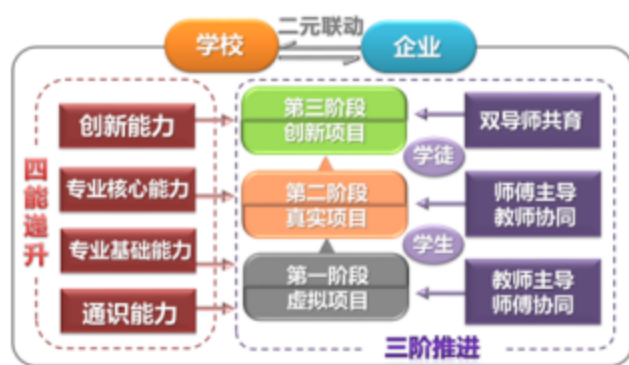 二元联动
学校
企业
四能递升
创新能力
专业核心能力
专业基础能力
通识能力
第三阶段
创新项目
第二阶段
真实项目
第一阶段
虚拟项目
学徒
学生
双导师共育
师傅主导
教师协同
教师主导
师傅协同
三阶推进